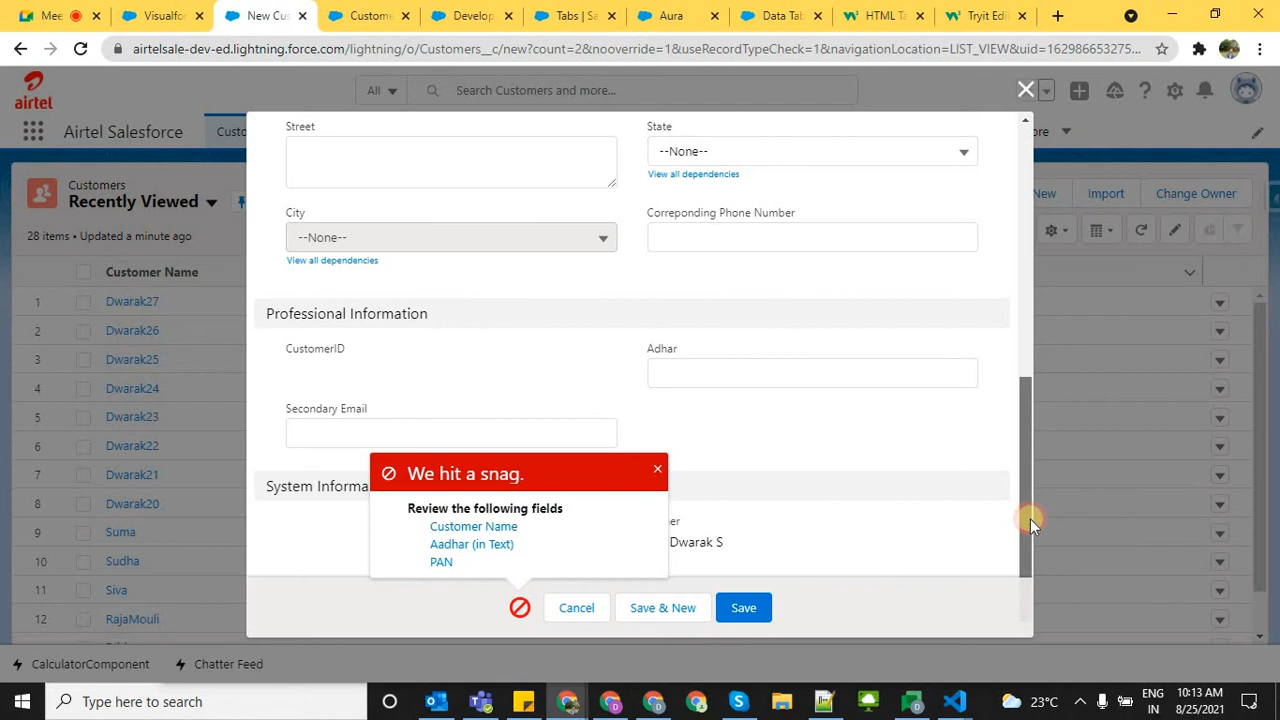 Mee
Visualfo
New Cus
Custome
Develop
Tabs | Sa
Aura
Data Tab
HTML Ta
Tryit Edi
airtelsale-dev-ed.lightning.force.com/lightning/o/Customers__c/new?count=2&nooverride=1&useRecordTypeCheck=1&navigationLocation=LIST_VIEW&uid=162986653275...
airtel
All
Search Customers and more...
Airtel Salesforce
Custo
ore
Customers
Recently Viewed
28 items • Updated a minute ago
New
Import
Change Owner
Customer Name
1 Dwarak27
2 Dwarak26
3 Dwarak25
4 Dwarak24
5 Dwarak23
6 Dwarak22
7 Dwarak21
8 Dwarak20
9 Suma
10 Sudha
11 Siva
12 RajaMouli
Street
State
--None--
View all dependencies
City
Correponding Phone Number
--None--
View all dependencies
Professional Information
CustomerID
Adhar
Secondary Email
System Informa
er
Dwarak S
We hit a snag.
Review the following fields
Customer Name
Aadhar (in Text)
PAN
Cancel
Save & New
Save
CalculatorComponent
Chatter Feed
Type here to search
23°C
ENG
IN
10:13 AM
8/25/2021